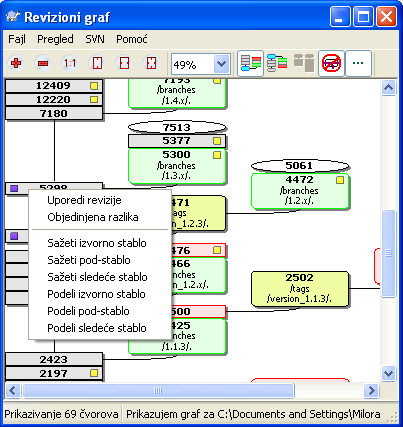 Revizioni graf
Fajl Pregled SVN Pomoć
1:1
49%
12409
12220
7180
7193
/branches
/1.4.x/.
7513
5377
5300
/branches
/1.3.x/.
5061
4472
/branches
/1.2.x/.
Uporedi revizije
Objedinjena razlika
Sažeti izvorno stablo
Sažeti pod-stablo
Sažeti sledeće stablo
Podeli izvorno stablo
Podeli pod-stablo
Podeli sledeće stablo
471
/tags
_1.2.3/.
476
466
/branches
2502
/tags
/version_1.1.3/.
500
425
/branches
/1.1.3/.
2423
2197
Prikazivanje 69 čvorova
Prikazujem graf za C:\Documents and Settings\Milora